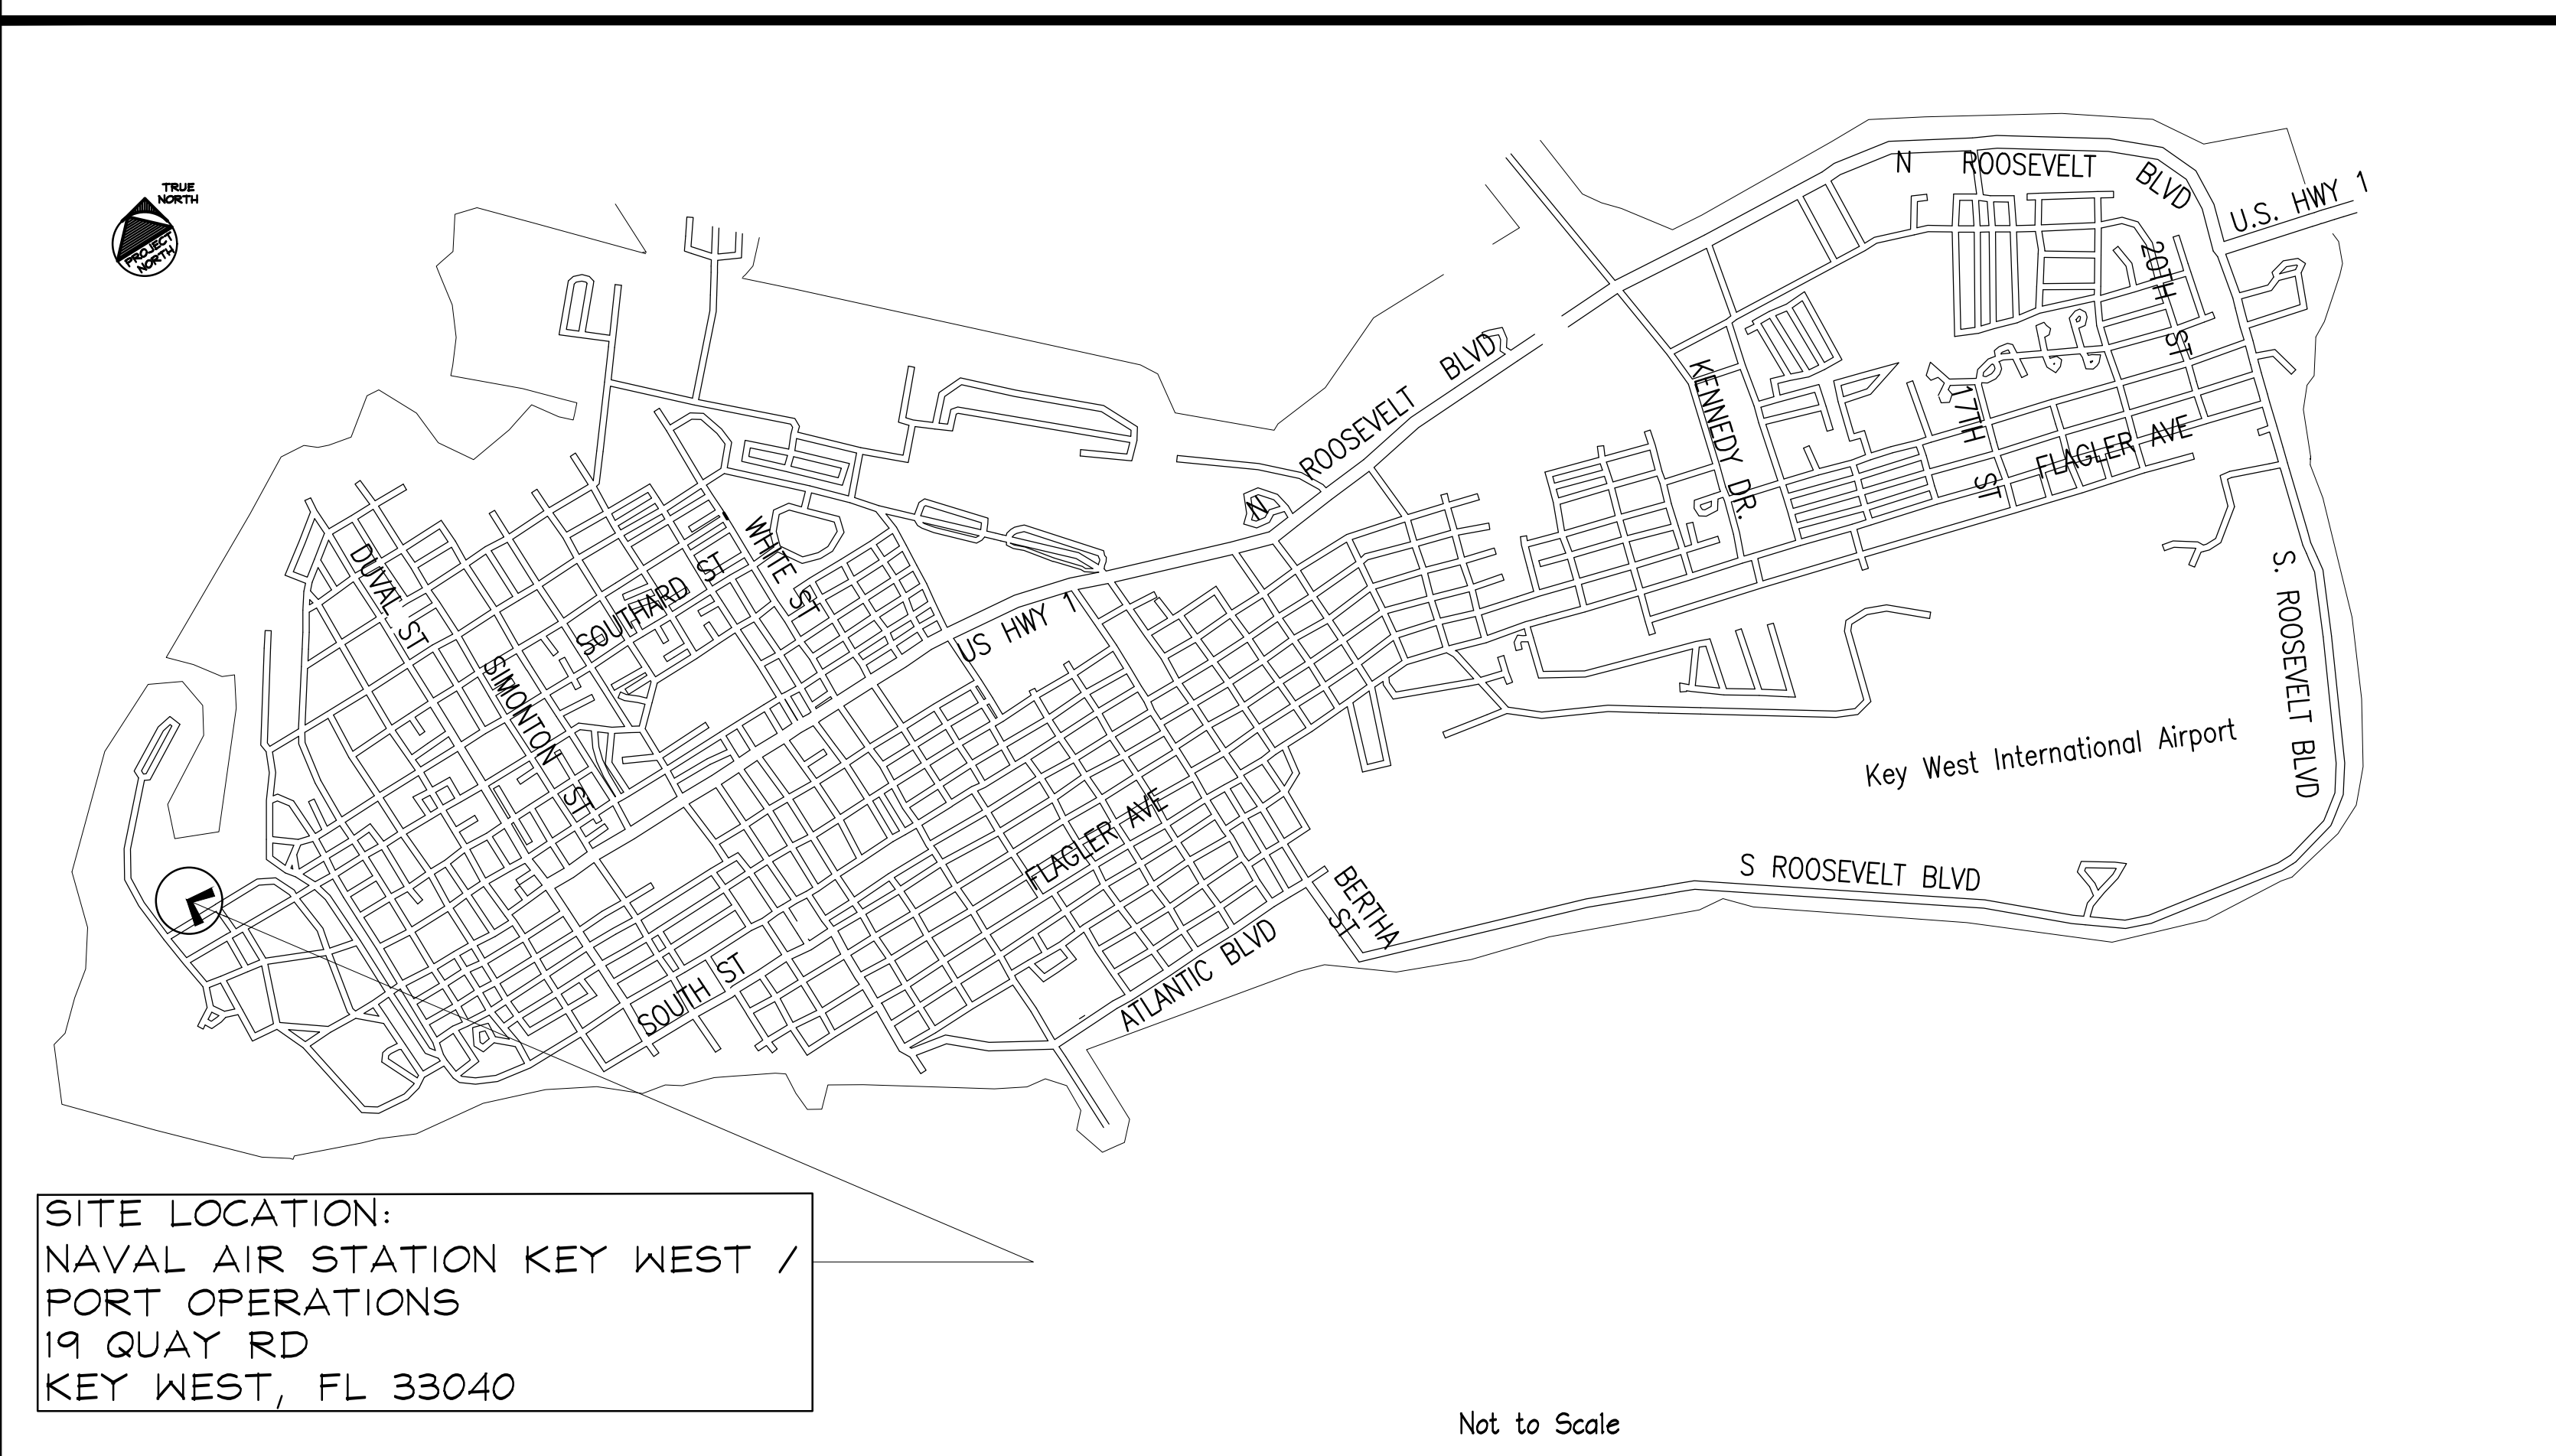 TRUE
NORTH
PROJECT
NORTH
N ROOSEVELT BLVD
U.S. HWY 1
20TH ST
N ROOSEVELT BLVD
KENNEDY DR.
17TH ST
FLAGLER AVE
DUVAL ST
SOUTHARD ST
WHITE ST
US HWY 1
SIMONTON ST
S. ROOSEVELT BLVD
Key West International Airport
FLAGLER AVE
BERTHA
ST
S ROOSEVELT BLVD
SOUTH ST
ATLANTIC BLVD
SITE LOCATION:
NAVAL AIR STATION KEY WEST /
PORT OPERATIONS
19 QUAY RD
KEY WEST, FL 33040
Not to Scale